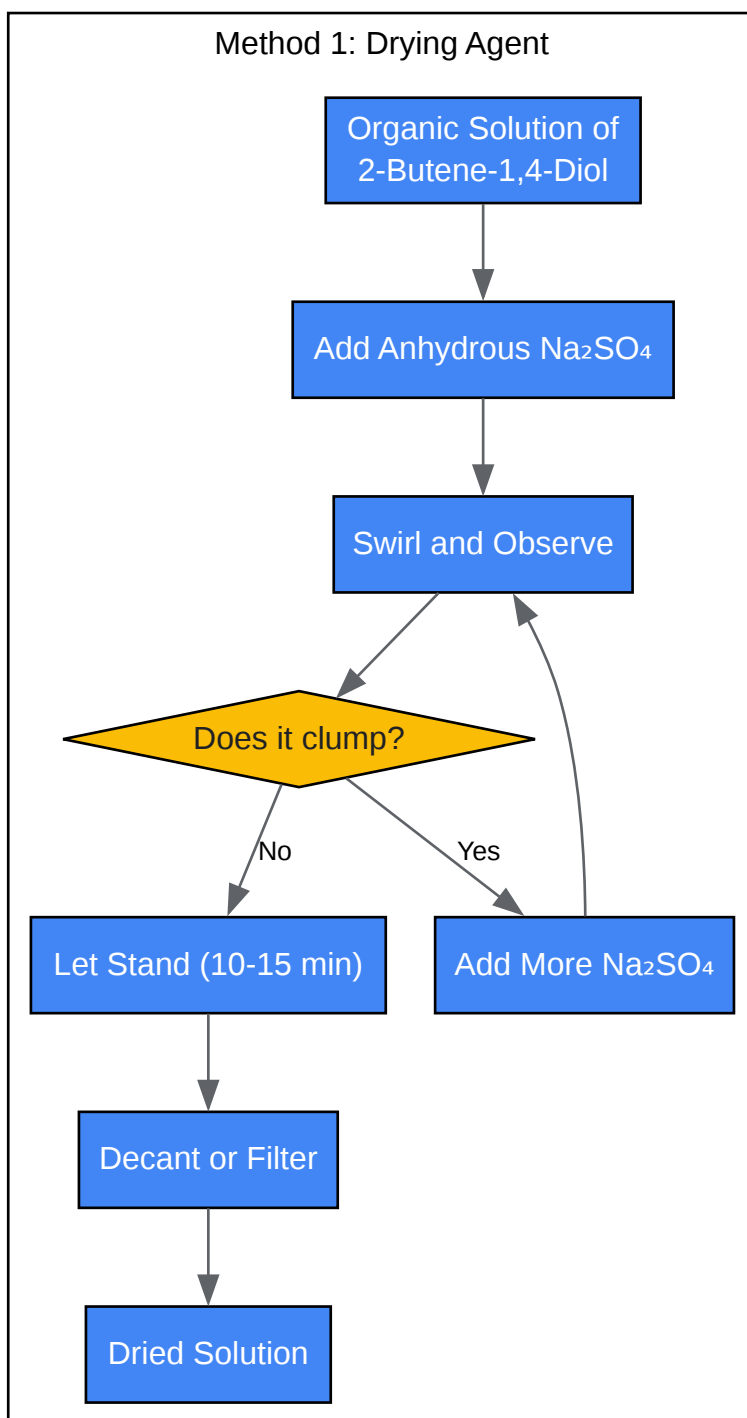 Method 1: Drying Agent
Organic Solution of
2-Butene-1,4-Diol
Add Anhydrous Na₂SO₄
Swirl and Observe
Does it clump?
No
Yes
Let Stand (10-15 min)
Add More Na₂SO₄
Decant or Filter
Dried Solution